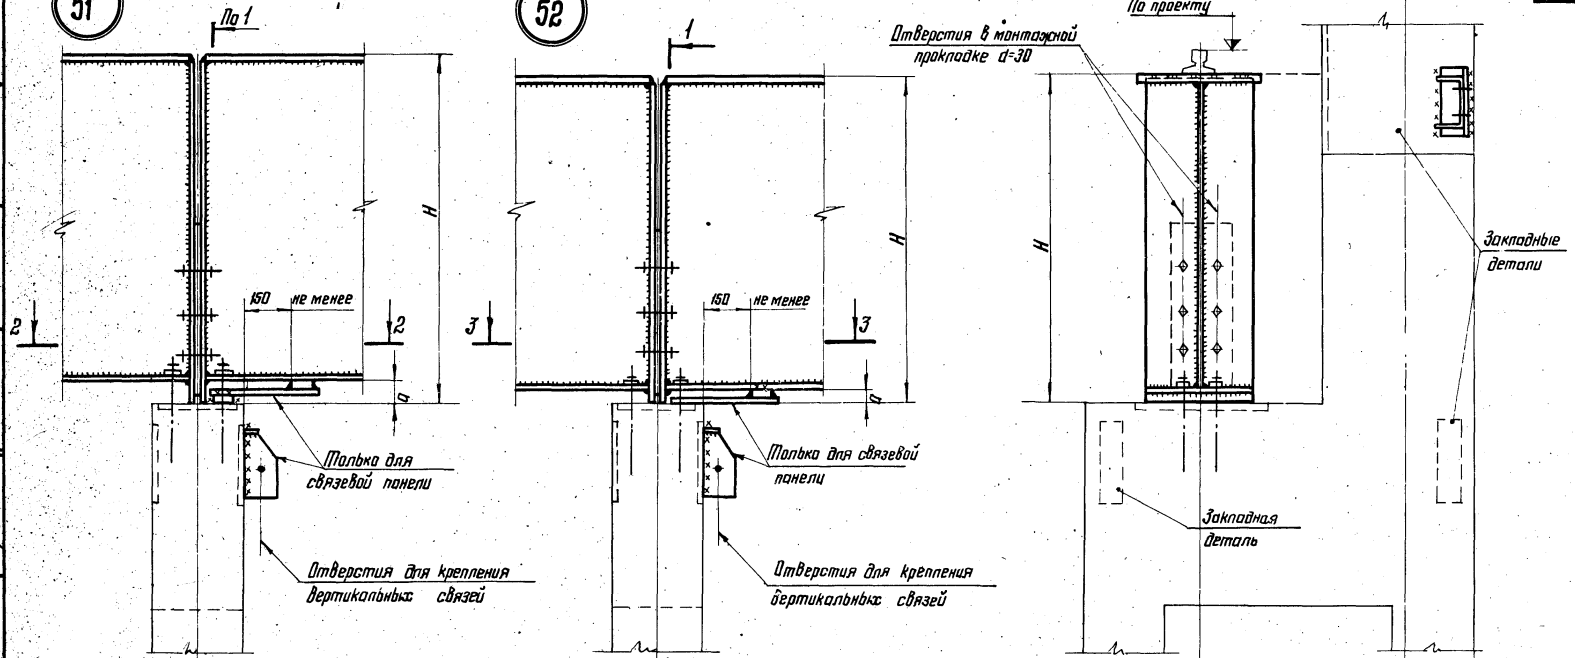 51
По 1
52
1
По проекту
Отверстия в монтажной
прокладке d=30
H
H
H
Закладные
детали
150 не менее
150 не менее
2
2
3
3
а
а
Только для
связевой панели
Только для связевой
панели
Закладная
деталь
Отверстия для крепления
вертикальных связей
Отверстия для крепления
вертикальных связей